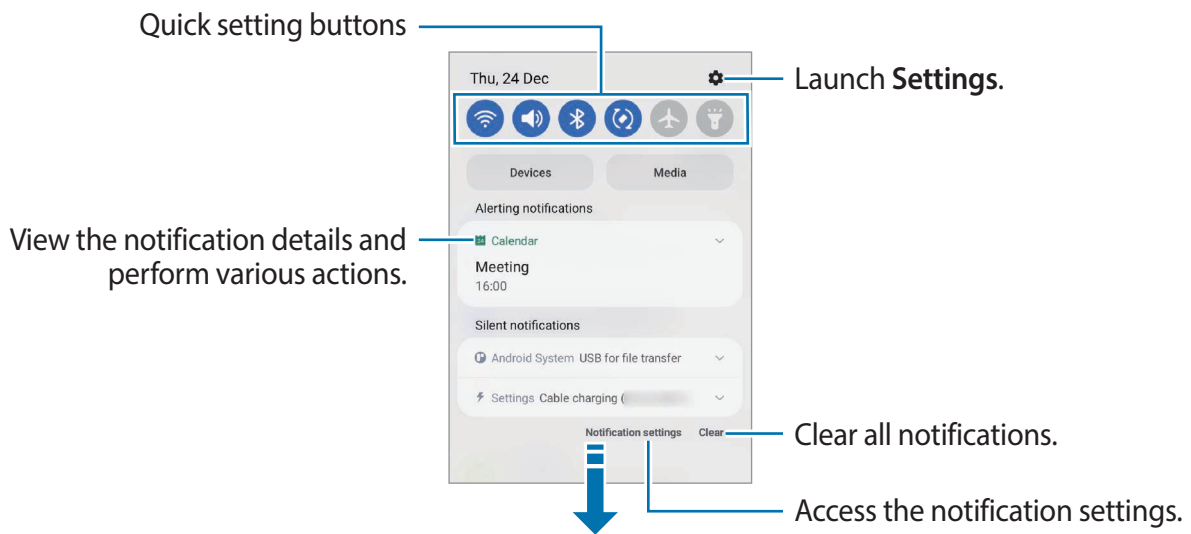 Quick setting buttons
Thu, 24 Dec
Launch Settings.
Devices Media
Alerting notifications
View the notification details and
perform various actions.
Calendar
Meeting
16:00
Silent notifications
Android System USB for file transfer
Settings Cable charging (
Notification settings Clear
Clear all notifications.
Access the notification settings.